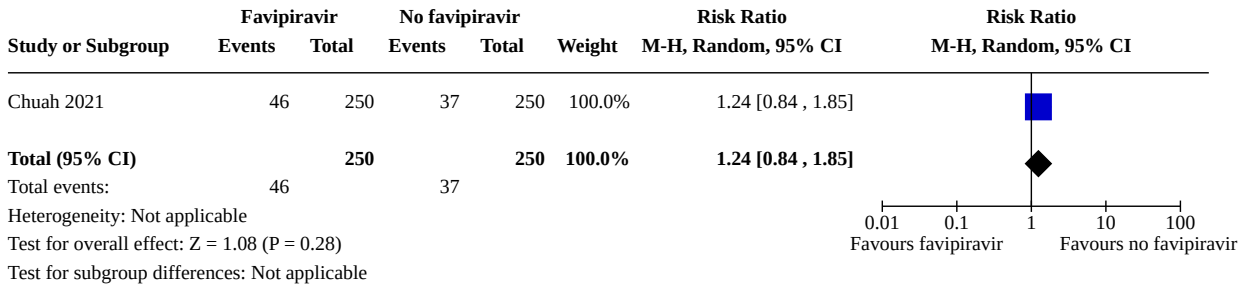 Favipiravir No favipiravir Risk Ratio Risk Ratio
Study or Subgroup Events Total Events Total Weight M-H, Random, 95% CI M-H, Random, 95% CI
Chuah 2021 46 250 37 250 100.0% 1.24 [0.84 , 1.85]
Total (95% CI) 250 250 100.0% 1.24 [0.84 , 1.85]
Total events: 46 37
Heterogeneity: Not applicable
0.01 0.1 1 10 100
Test for overall effect: Z = 1.08 (P = 0.28) Favours favipiravir Favours no favipiravir
Test for subgroup differences: Not applicable